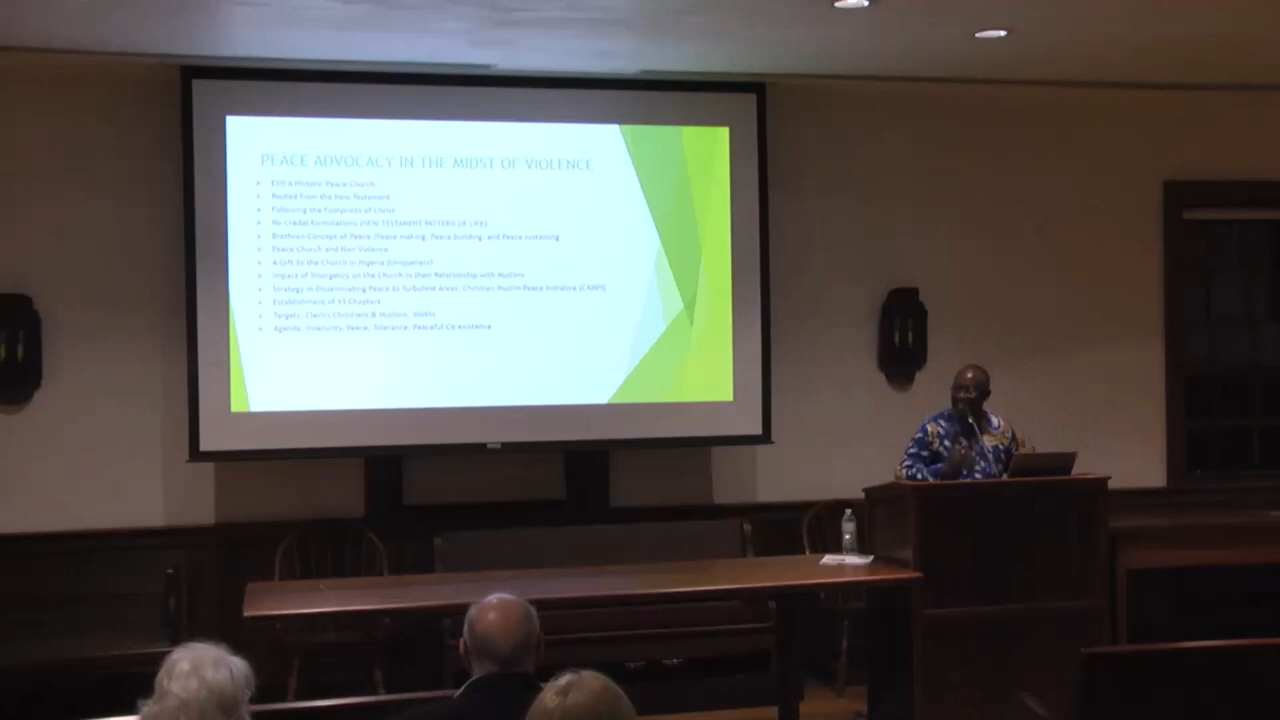 PEACE ADVOCACY IN THE MIDST OF VIOLENCE
EYN A Historic Peace Church
Rooted from the New Testament
Following the Footprints of Christ
No Credal Formulations (NEW TESTAMENT PATTERN OF LIFE)
Brethren Concept of Peace (Peace making, Peace building, and Peace sustaining
Peace Church and Non Violence
A Gift to the Church in Nigeria (Uniqueness)
Impact of Insurgency on the Church in their Relationship with Muslims
Strategy in Disseminating Peace to Turbulent Areas: Christian Muslim Peace Initiative (CAMPI)
Establishment of 13 Chapters
Targets: Clerics Christians & Muslims, Youths
Agenda: Insecurity, Peace, Tolerance, Peaceful Co existence